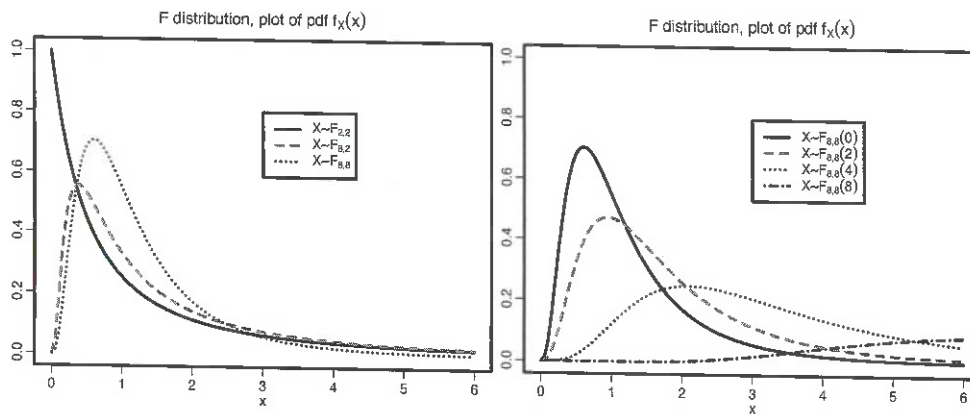 F distribution, plot of pdf fX(x)
1.0
0.8
0.6
0.4
0.2
0.0
X~F2,2
X~F8,2
X~F8,8
0 1 2 3 4 5 6
x
F distribution, plot of pdf fX(x)
1.0
0.8
0.6
0.4
0.2
0.0
X~F8,8(0)
X~F8,8(2)
X~F8,8(4)
X~F8,8(8)
0 1 2 3 4 5 6
x